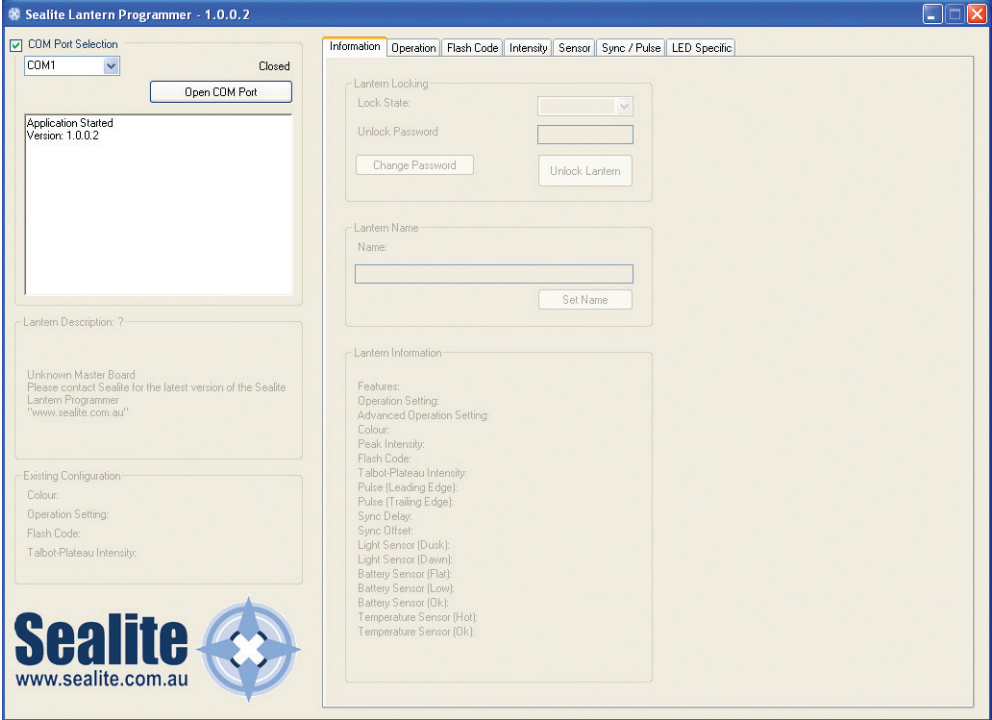 Sealite Lantern Programmer - 1.0.0.2
COM Port Selection
COM1
Closed
Open COM Port
Application Started
Version: 1.0.0.2
Lantern Description: ?
Unknown Master Board
Please contact Sealite for the latest version of the Sealite
Lantern Programmer
"www.sealite.com.au"
Existing Configuration
Colour:
Operation Setting:
Flash Code:
Talbot-Plateau Intensity:
Sealite
www.sealite.com.au
Information Operation Flash Code Intensity Sensor Sync / Pulse LED Specific
Lantern Locking
Lock State:
Unlock Password
Change Password
Unlock Lantern
Lantern Name
Name:
Set Name
Lantern Information
Features:
Operation Setting:
Advanced Operation Setting:
Colour:
Peak Intensity:
Flash Code:
Talbot-Plateau Intensity:
Pulse (Leading Edge):
Pulse (Trailing Edge):
Sync Delay:
Sync Offset:
Light Sensor (Dusk):
Light Sensor (Dawn):
Battery Sensor (Flat):
Battery Sensor (Low):
Battery Sensor (Ok):
Temperature Sensor (Hot):
Temperature Sensor (Ok):